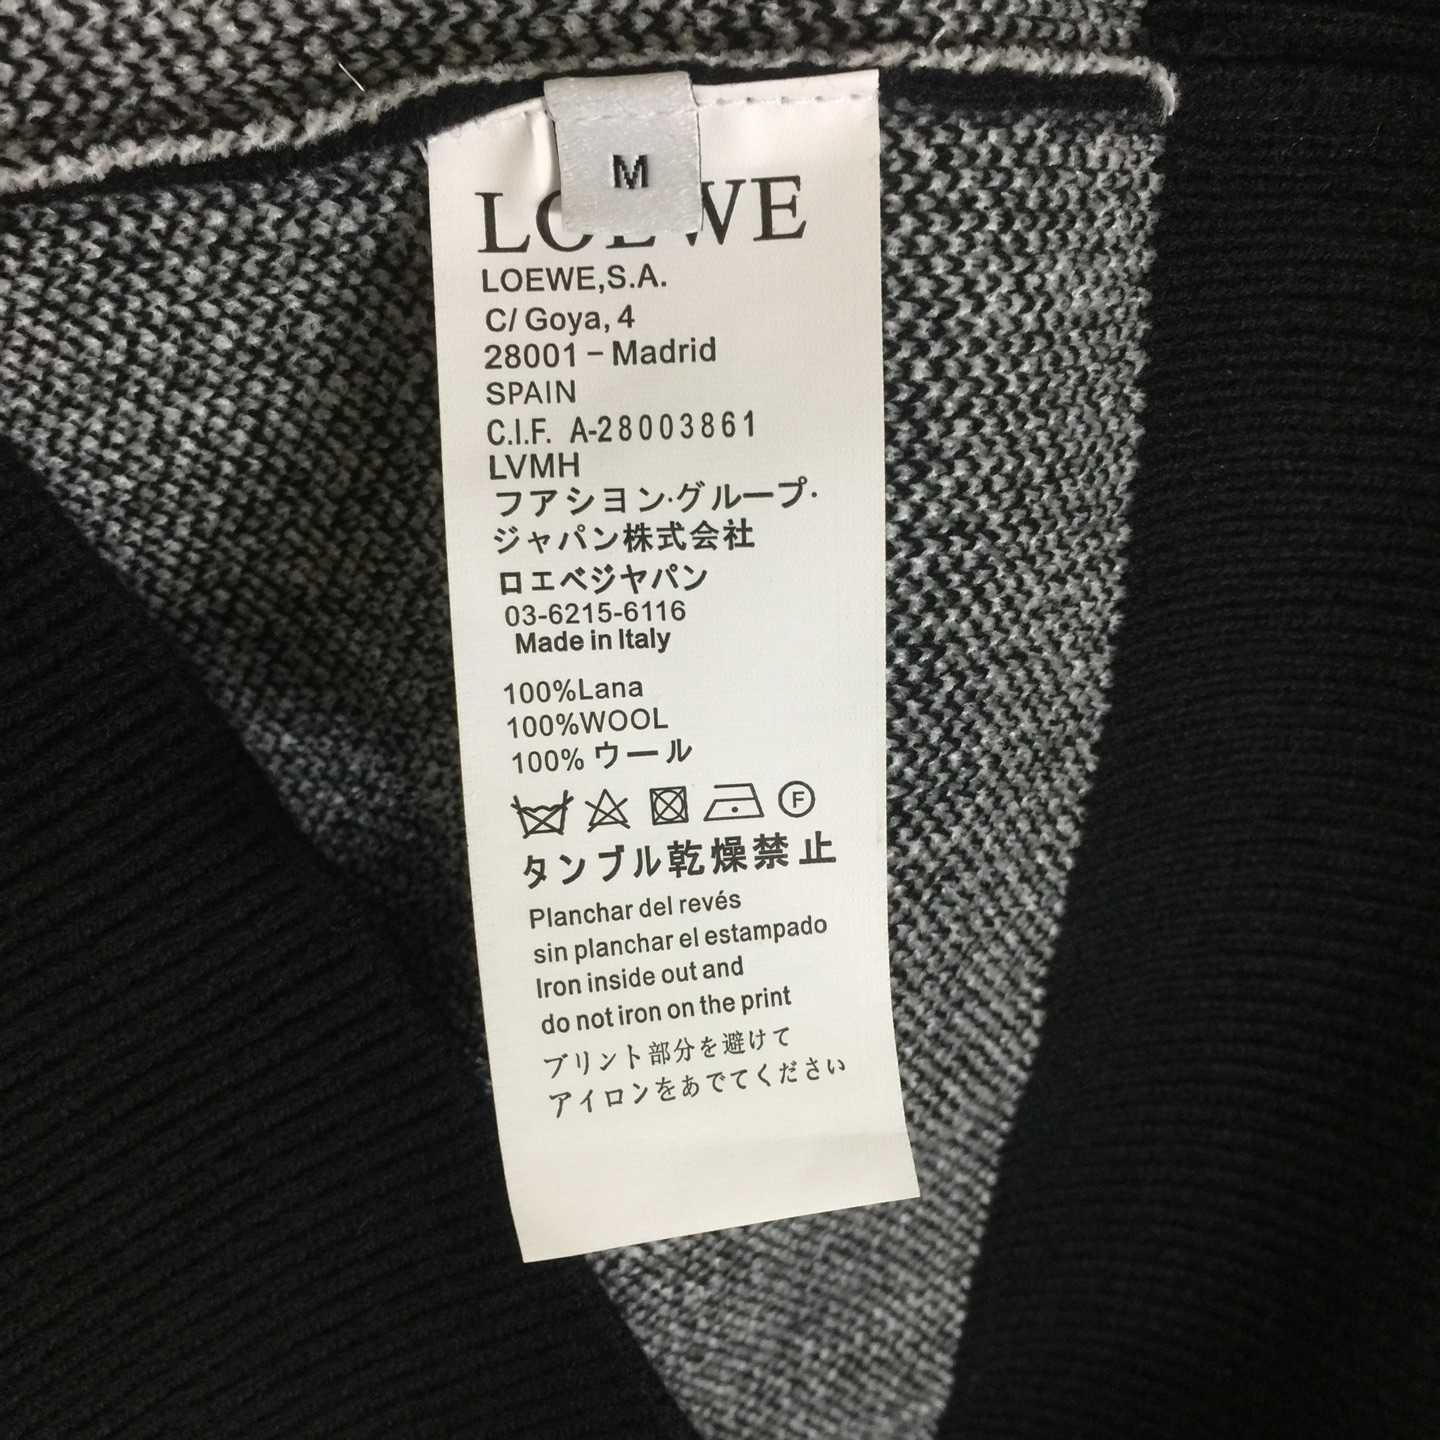 M
LOEWE
LOEWE,S.A.
C/ Goya, 4
28001 – Madrid
SPAIN
C.I.F. A-28003861
LVMH
フアシヨン·グループ·
ジャパン株式会社
ロエベジヤパン
03-6215-6116
Made in Italy
100%Lana
100%WOOL
100% ウール
F
タンブル乾燥禁止
Planchar del revés
sin planchar el estampado
Iron inside out and
do not iron on the print
プリント部分を避けて
アイロンをあでてください